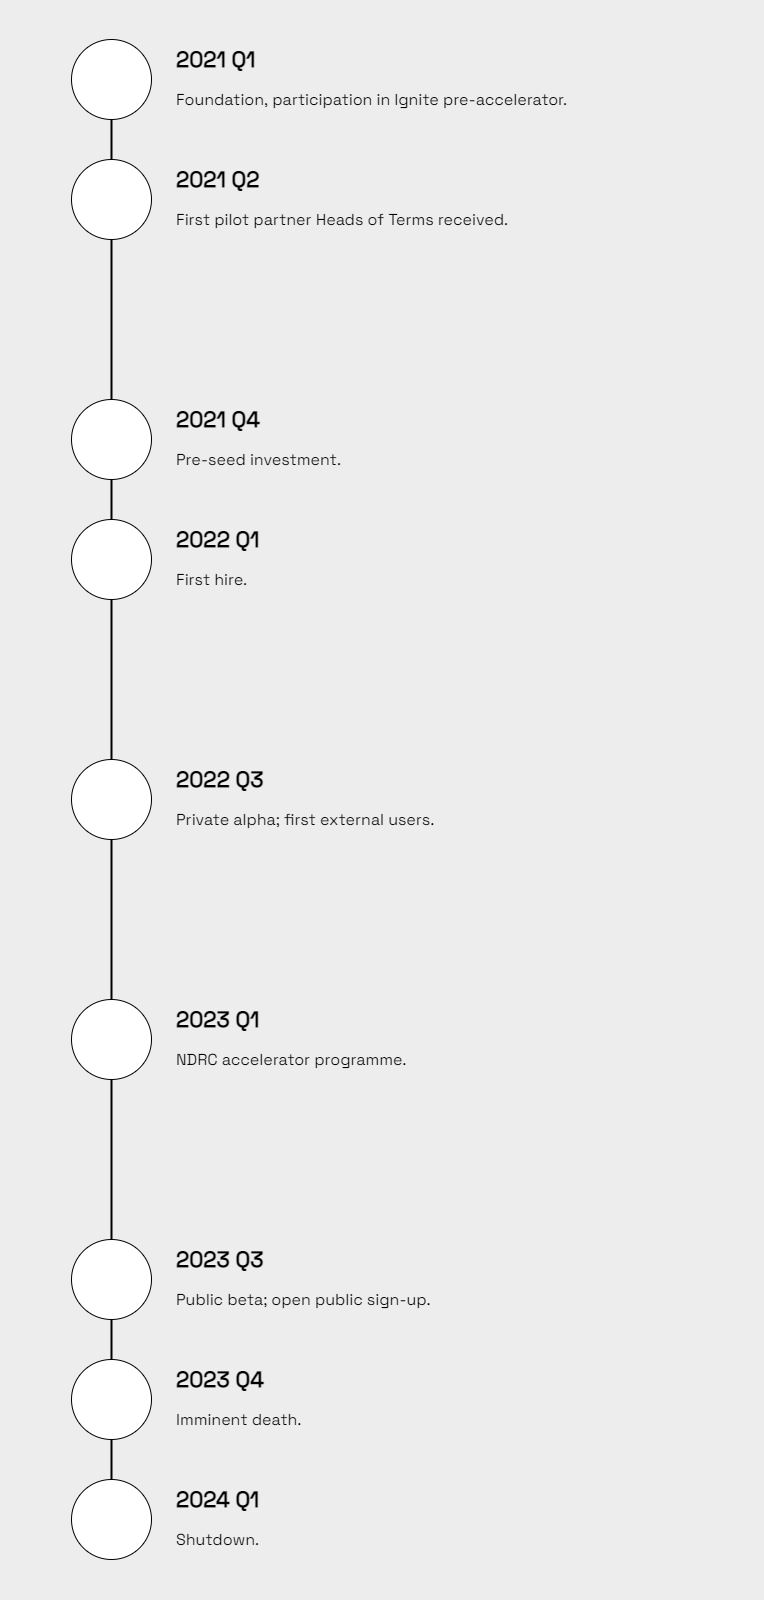 2021 Q1
Foundation, participation in Ignite pre-accelerator.
2021 Q2
First pilot partner Heads of Terms received.
2021 Q4
Pre-seed investment.
2022 Q1
First hire.
2022 Q3
Private alpha; first external users.
2023 Q1
NDRC accelerator programme.
2023 Q3
Public beta; open public sign-up.
2023 Q4
Imminent death.
2024 Q1
Shutdown.